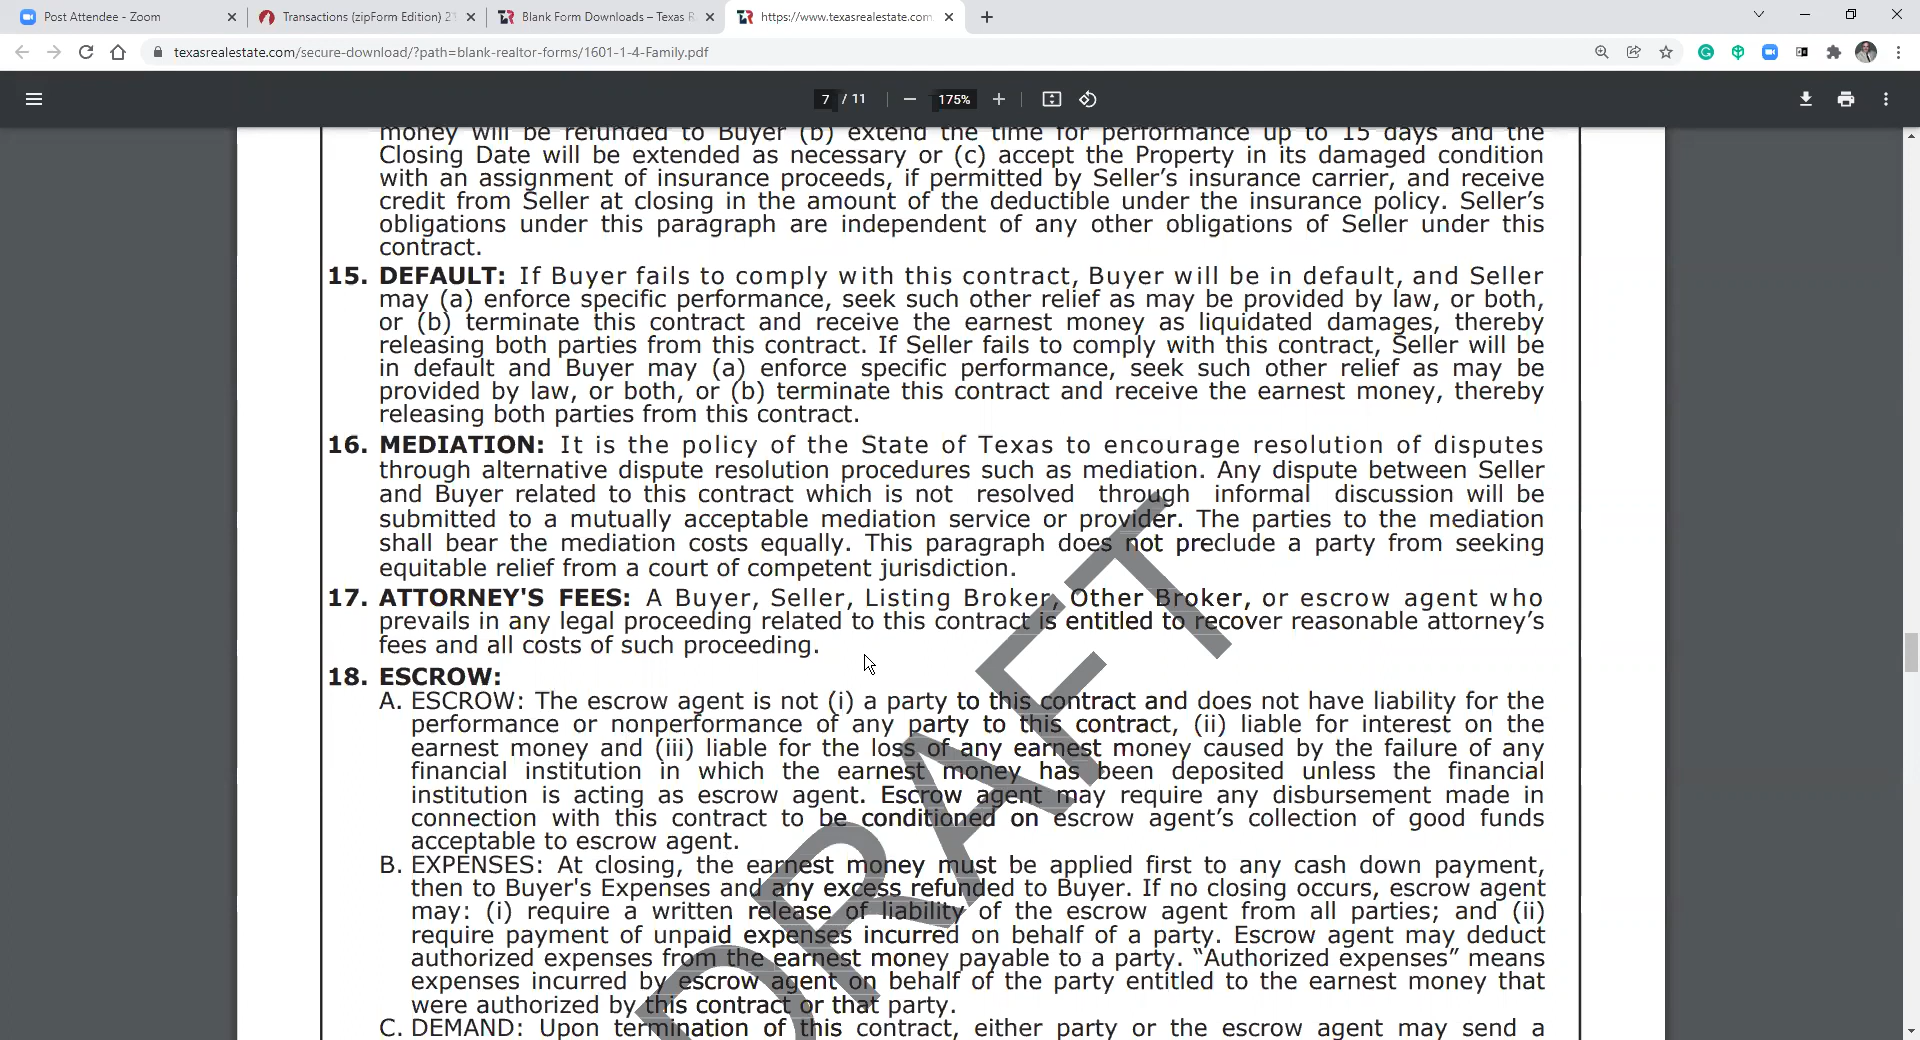 Post Attendee - Zoom
Transactions (zipForm Edition) 2
Blank Form Downloads – Texas R
https://www.texasrealestate.com
texasrealestate.com/secure-download/?path=blank-realtor-forms/1601-1-4-Family.pdf
7 / 11
175%
money will be refunded to Buyer (b) extend the time for performance up to 15 days and the
Closing Date will be extended as necessary or (c) accept the Property in its damaged condition
with an assignment of insurance proceeds, if permitted by Seller's insurance carrier, and receive
credit from Seller at closing in the amount of the deductible under the insurance policy. Seller's
obligations under this paragraph are independent of any other obligations of Seller under this
contract.
15. DEFAULT: If Buyer fails to comply with this contract, Buyer will be in default, and Seller
may (a) enforce specific performance, seek such other relief as may be provided by law, or both,
or (b) terminate this contract and receive the earnest money as liquidated damages, thereby
releasing both parties from this contract. If Seller fails to comply with this contract, Seller will be
in default and Buyer may (a) enforce specific performance, seek such other relief as may be
provided by law, or both, or (b) terminate this contract and receive the earnest money, thereby
releasing both parties from this contract.
16. MEDIATION: It is the policy of the State of Texas to encourage resolution of disputes
through alternative dispute resolution procedures such as mediation. Any dispute between Seller
and Buyer related to this contract which is not resolved through informal discussion will be
submitted to a mutually acceptable mediation service or provider. The parties to the mediation
shall bear the mediation costs equally. This paragraph does not preclude a party from seeking
equitable relief from a court of competent jurisdiction.
17. ATTORNEY'S FEES: A Buyer, Seller, Listing Broker, Other Broker, or escrow agent who
prevails in any legal proceeding related to this contract is entitled to recover reasonable attorney's
fees and all costs of such proceeding.
18. ESCROW:
A. ESCROW: The escrow agent is not (i) a party to this contract and does not have liability for the
performance or nonperformance of any party to this contract, (ii) liable for interest on the
earnest money and (iii) liable for the loss of any earnest money caused by the failure of any
financial institution in which the earnest money has been deposited unless the financial
institution is acting as escrow agent. Escrow agent may require any disbursement made in
connection with this contract to be conditioned on escrow agent's collection of good funds
acceptable to escrow agent.
B. EXPENSES: At closing, the earnest money must be applied first to any cash down payment,
then to Buyer's Expenses and any excess refunded to Buyer. If no closing occurs, escrow agent
may: (i) require a written release of liability of the escrow agent from all parties; and (ii)
require payment of unpaid expenses incurred on behalf of a party. Escrow agent may deduct
authorized expenses from the earnest money payable to a party. "Authorized expenses" means
expenses incurred by escrow agent on behalf of the party entitled to the earnest money that
were authorized by this contract or that party.
C. DEMAND: Upon termination of this contract, either party or the escrow agent may send a
DRAFT